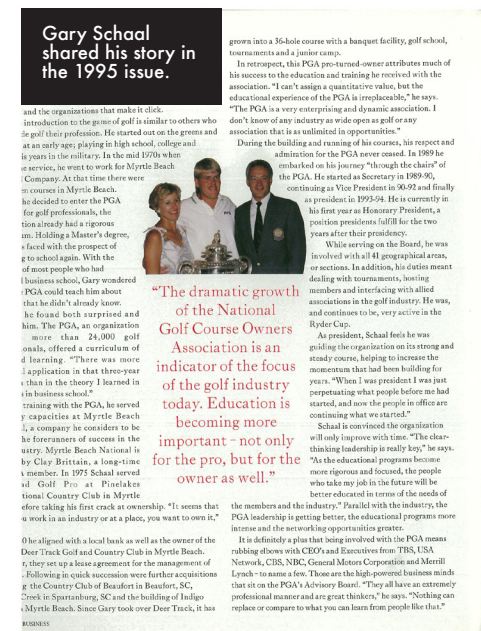 Gary Schaal
shared his story in
the 1995 issue.
and the organizations that make it click.
introduction to the game of golf is similar to others who
de golf their profession. He started out on the greens and
at an early age; playing in high school, college and
is years in the military. In the mid 1970s when
e service, he went to work for Myrtle Beach
l Company. At that time there were
en courses in Myrtle Beach.
he decided to enter the PGA
for golf professionals, the
tion already had a rigorous
m. Holding a Master's degree,
s faced with the prospect of
g to school again. With the
of most people who had
l business school, Gary wondered
e PGA could teach him about
that he didn't already know.
he found both surprised and
him. The PGA, an organization
more than 24,000 golf
onals, offered a curriculum of
d learning. "There was more
l application in that three-year
than in the theory I learned in
s in business school."
training with the PGA, he served
y capacities at Myrtle Beach
l, a company he considers to be
he forerunners of success in the
ustry. Myrtle Beach National is
by Clay Brittain, a long-time
member. In 1975 Schaal served
ad Golf Pro at Pinelakes
tional Country Club in Myrtle
efore taking his first crack at ownership. "It seems that
u work in an industry or at a place, you want to own it,"
0 he aligned with a local bank as well as the owner of the
Deer Track Golf and Country Club in Myrtle Beach.
r, they set up a lease agreement for the management of
. Following in quick succession were further acquisitions
g the Country Club of Beaufort in Beaufort, SC,
Creek in Spartanburg, SC and the building of Indigo
Myrtle Beach. Since Gary took over Deer Track, it has
BUSINESS
"The dramatic growth
of the National
Golf Course Owners
Association is an
indicator of the focus
of the golf industry
today. Education is
becoming more
important - not only
for the pro, but for the
owner as well."
grown into a 36-hole course with a banquet facility, golf school,
tournaments and a junior camp.
In retrospect, this PGA pro-turned-owner attributes much of
his success to the education and training he received with the
association. "I can't assign a quantitative value, but the
educational experience of the PGA is irreplaceable," he says.
"The PGA is a very enterprising and dynamic association. I
don't know of any industry as wide open as golf or any
association that is as unlimited in opportunities."
During the building and running of his courses, his respect and
admiration for the PGA never ceased. In 1989 he
embarked on his journey "through the chairs" of
the PGA. He started as Secretary in 1989-90,
continuing as Vice President in 90-92 and finally
as president in 1993-94. He is currently in
his first year as Honorary President, a
position presidents fulfill for the two
years after their presidency.
While serving on the Board, he was
involved with all 41 geographical areas,
or sections. In addition, his duties meant
dealing with tournaments, hosting
members and interfacing with allied
associations in the golf industry. He was,
and continues to be, very active in the
Ryder Cup.
As president, Schaal feels he was
guiding the organization on its strong and
steady course, helping to increase the
momentum that had been building for
years. "When I was president I was just
perpetuating what people before me had
started, and now the people in office are
continuing what we started."
Schaal is convinced the organization
will only improve with time. "The clear-
thinking leadership is really key," he says.
"As the educational programs become
more rigorous and focused, the people
who take my job in the future will be
better educated in terms of the needs of
the members and the industry." Parallel with the industry, the
PGA leadership is getting better, the educational programs more
intense and the networking opportunities greater.
It is definitely a plus that being involved with the PGA means
rubbing elbows with CEO's and Executives from TBS, USA
Network, CBS, NBC, General Motors Corporation and Merrill
Lynch - to name a few. Those are the high-powered business minds
that sit on the PGA's Advisory Board. "They all have an extremely
professional manner and are great thinkers," he says. "Nothing can
replace or compare to what you can learn from people like that."